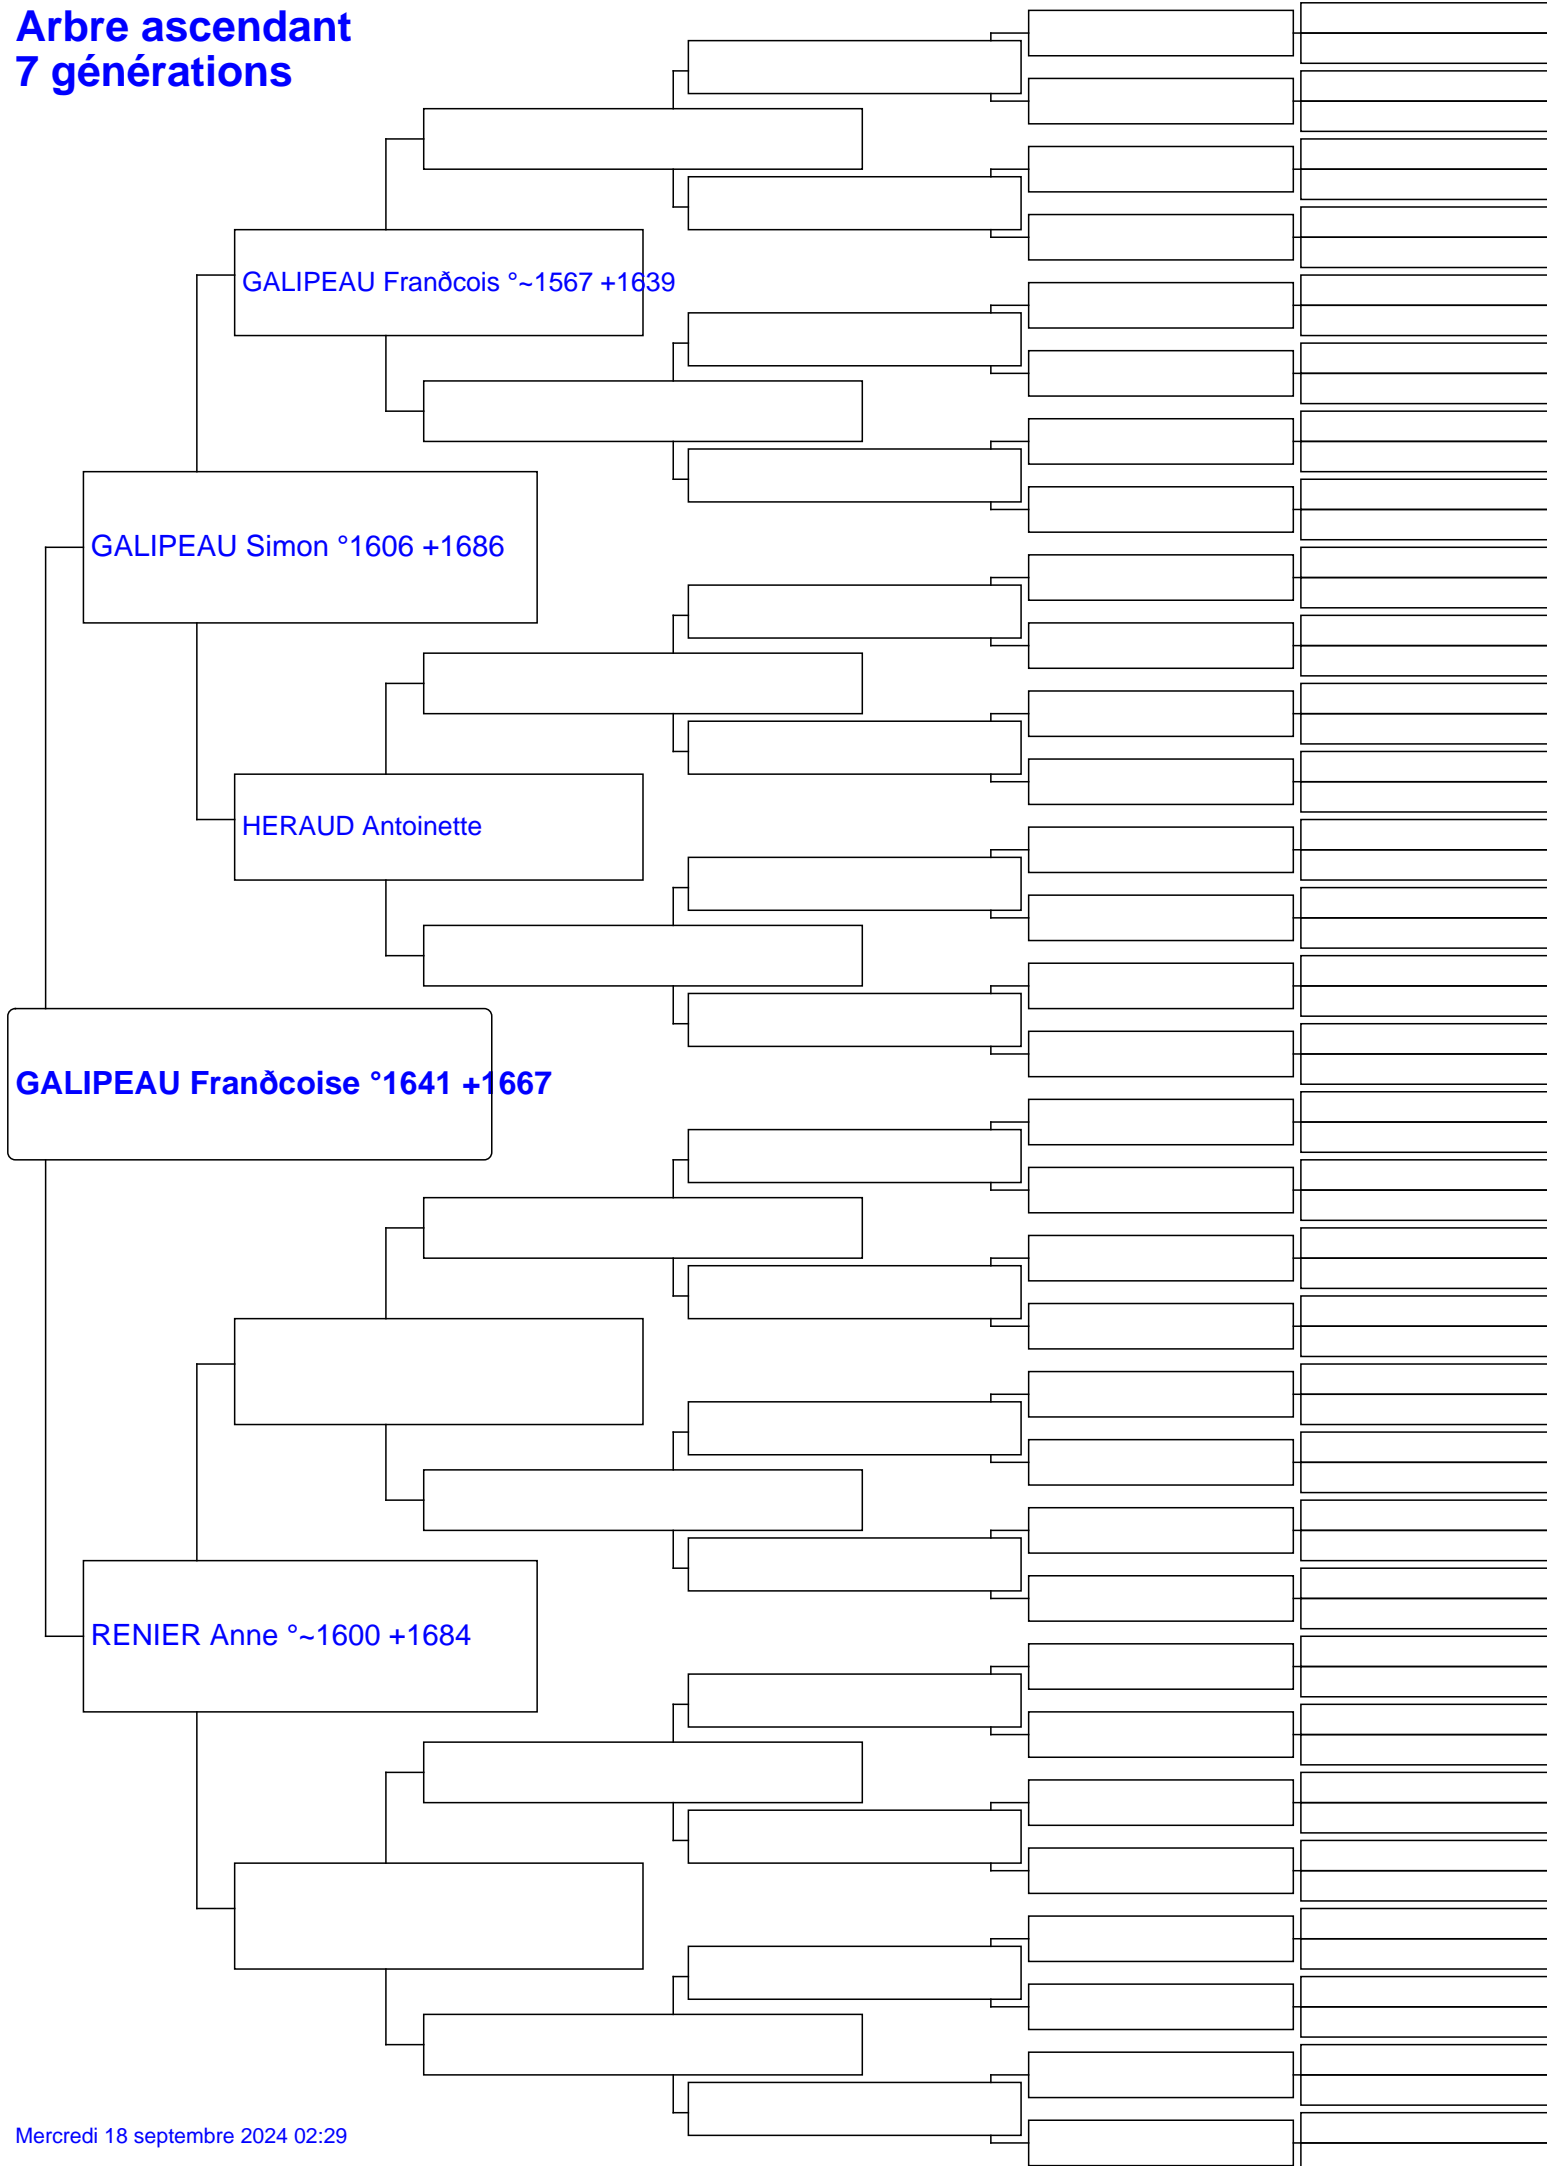 Arbre ascendant
7 générations
GALIPEAU Franðcois °~1567 +1639
GALIPEAU Simon °1606 +1686
HERAUD Antoinette
GALIPEAU Franðcoise °1641 +1667
RENIER Anne °~1600 +1684
Mercredi 18 septembre 2024 02:29